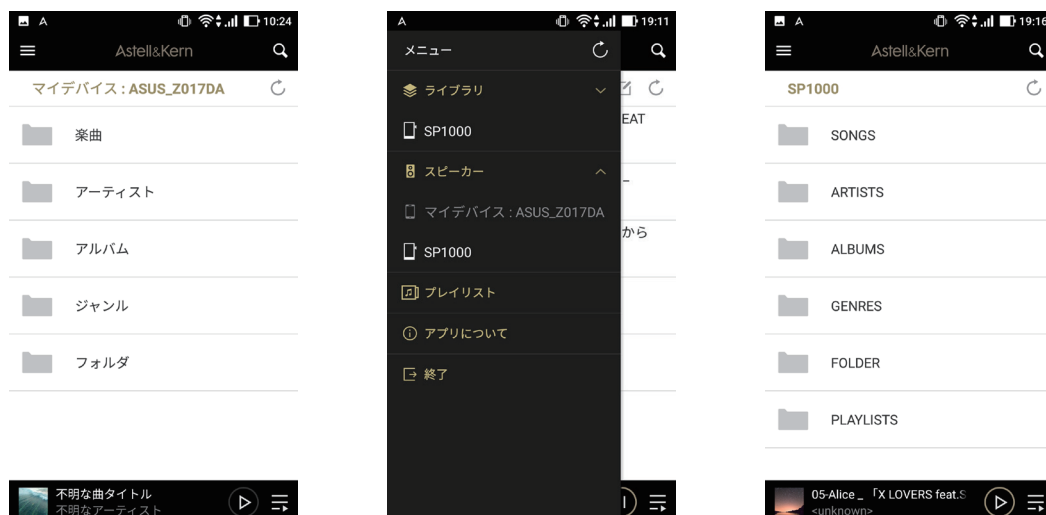 A 10:24
Astell&Kern
マイデバイス : ASUS_Z017DA
楽曲
アーティスト
アルバム
ジャンル
フォルダ
不明な曲タイトル
不明なアーティスト
A 19:11
メニュー
ライブラリ
EAT
SP1000
スピーカー
マイデバイス : ASUS_Z017DA
から
SP1000
プレイリスト
アプリについて
終了
A 19:16
Astell&Kern
SP1000
SONGS
ARTISTS
ALBUMS
GENRES
FOLDER
PLAYLISTS
05-Alice _ 「X LOVERS feat.S
<unknown>